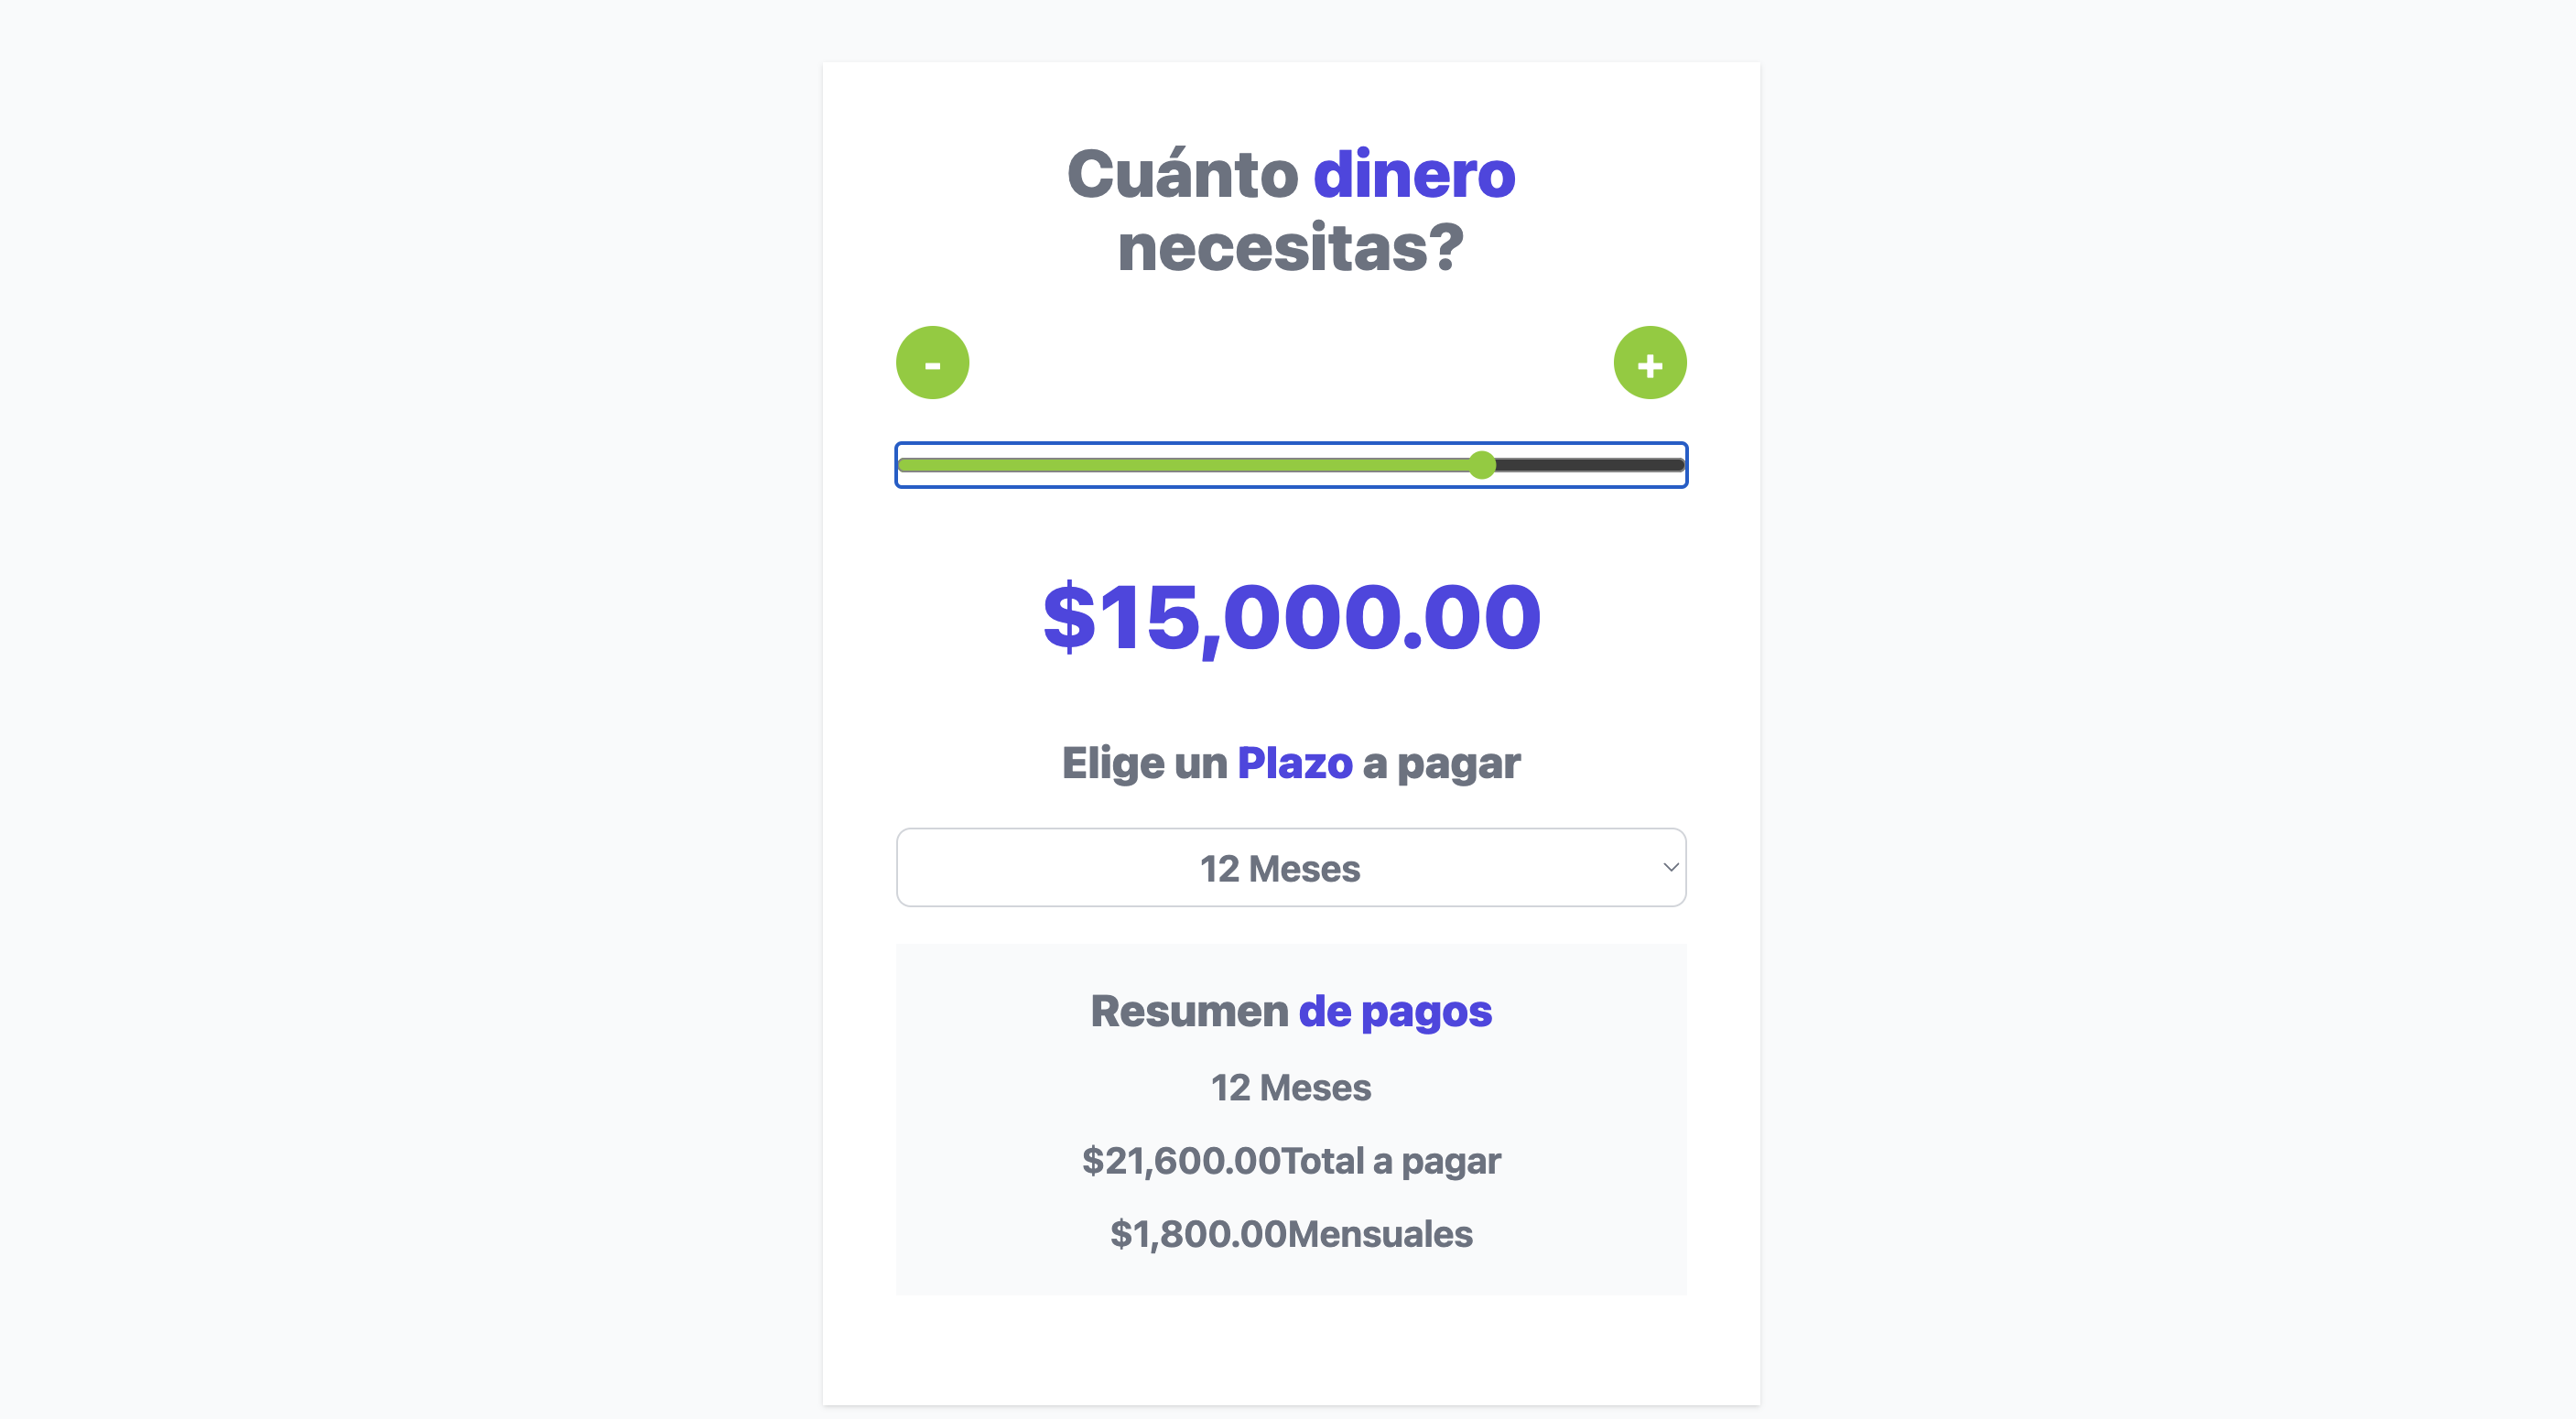 Cuánto dinero
necesitas?
- +
$15,000.00
Elige un Plazo a pagar
12 Meses
Resumen de pagos
12 Meses
$21,600.00Total a pagar
$1,800.00Mensuales